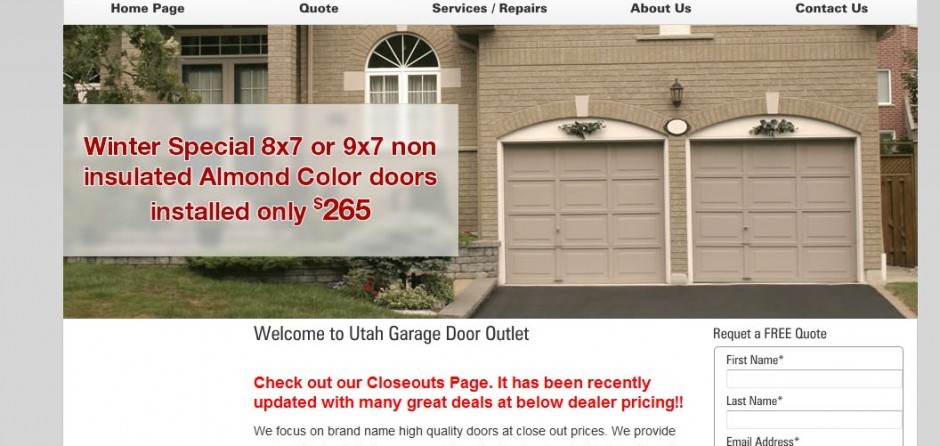 Home Page Quote Services / Repairs About Us Contact Us
Winter Special 8x7 or 9x7 non
insulated Almond Color doors
installed only $265
Welcome to Utah Garage Door Outlet
Check out our Closeouts Page. It has been recently
updated with many great deals at below dealer pricing!!
We focus on brand name high quality doors at close out prices. We provide
Requet a FREE Quote
First Name*
Last Name*
Email Address*